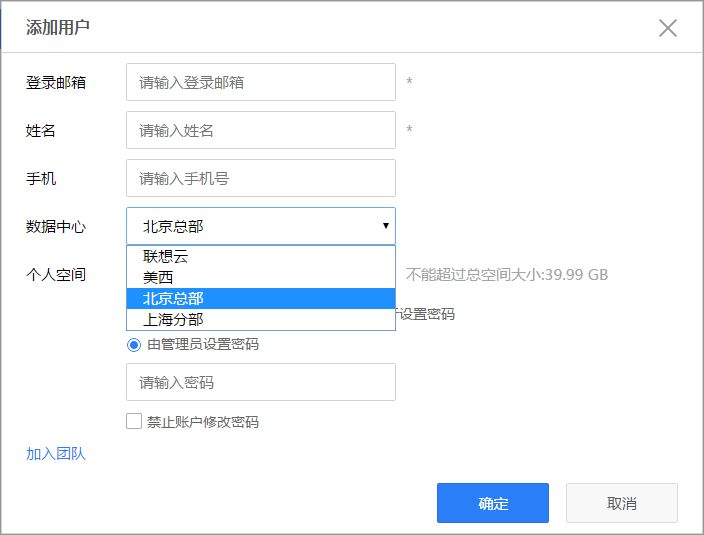 添加用户
登录邮箱 请输入登录邮箱 *
姓名 请输入姓名 *
手机 请输入手机号
数据中心 北京总部
联想云
美西
个人空间 不能超过总空间大小:39.99 GB
北京总部
上海分部
设置密码
由管理员设置密码
请输入密码
禁止账户修改密码
加入团队
确定 取消